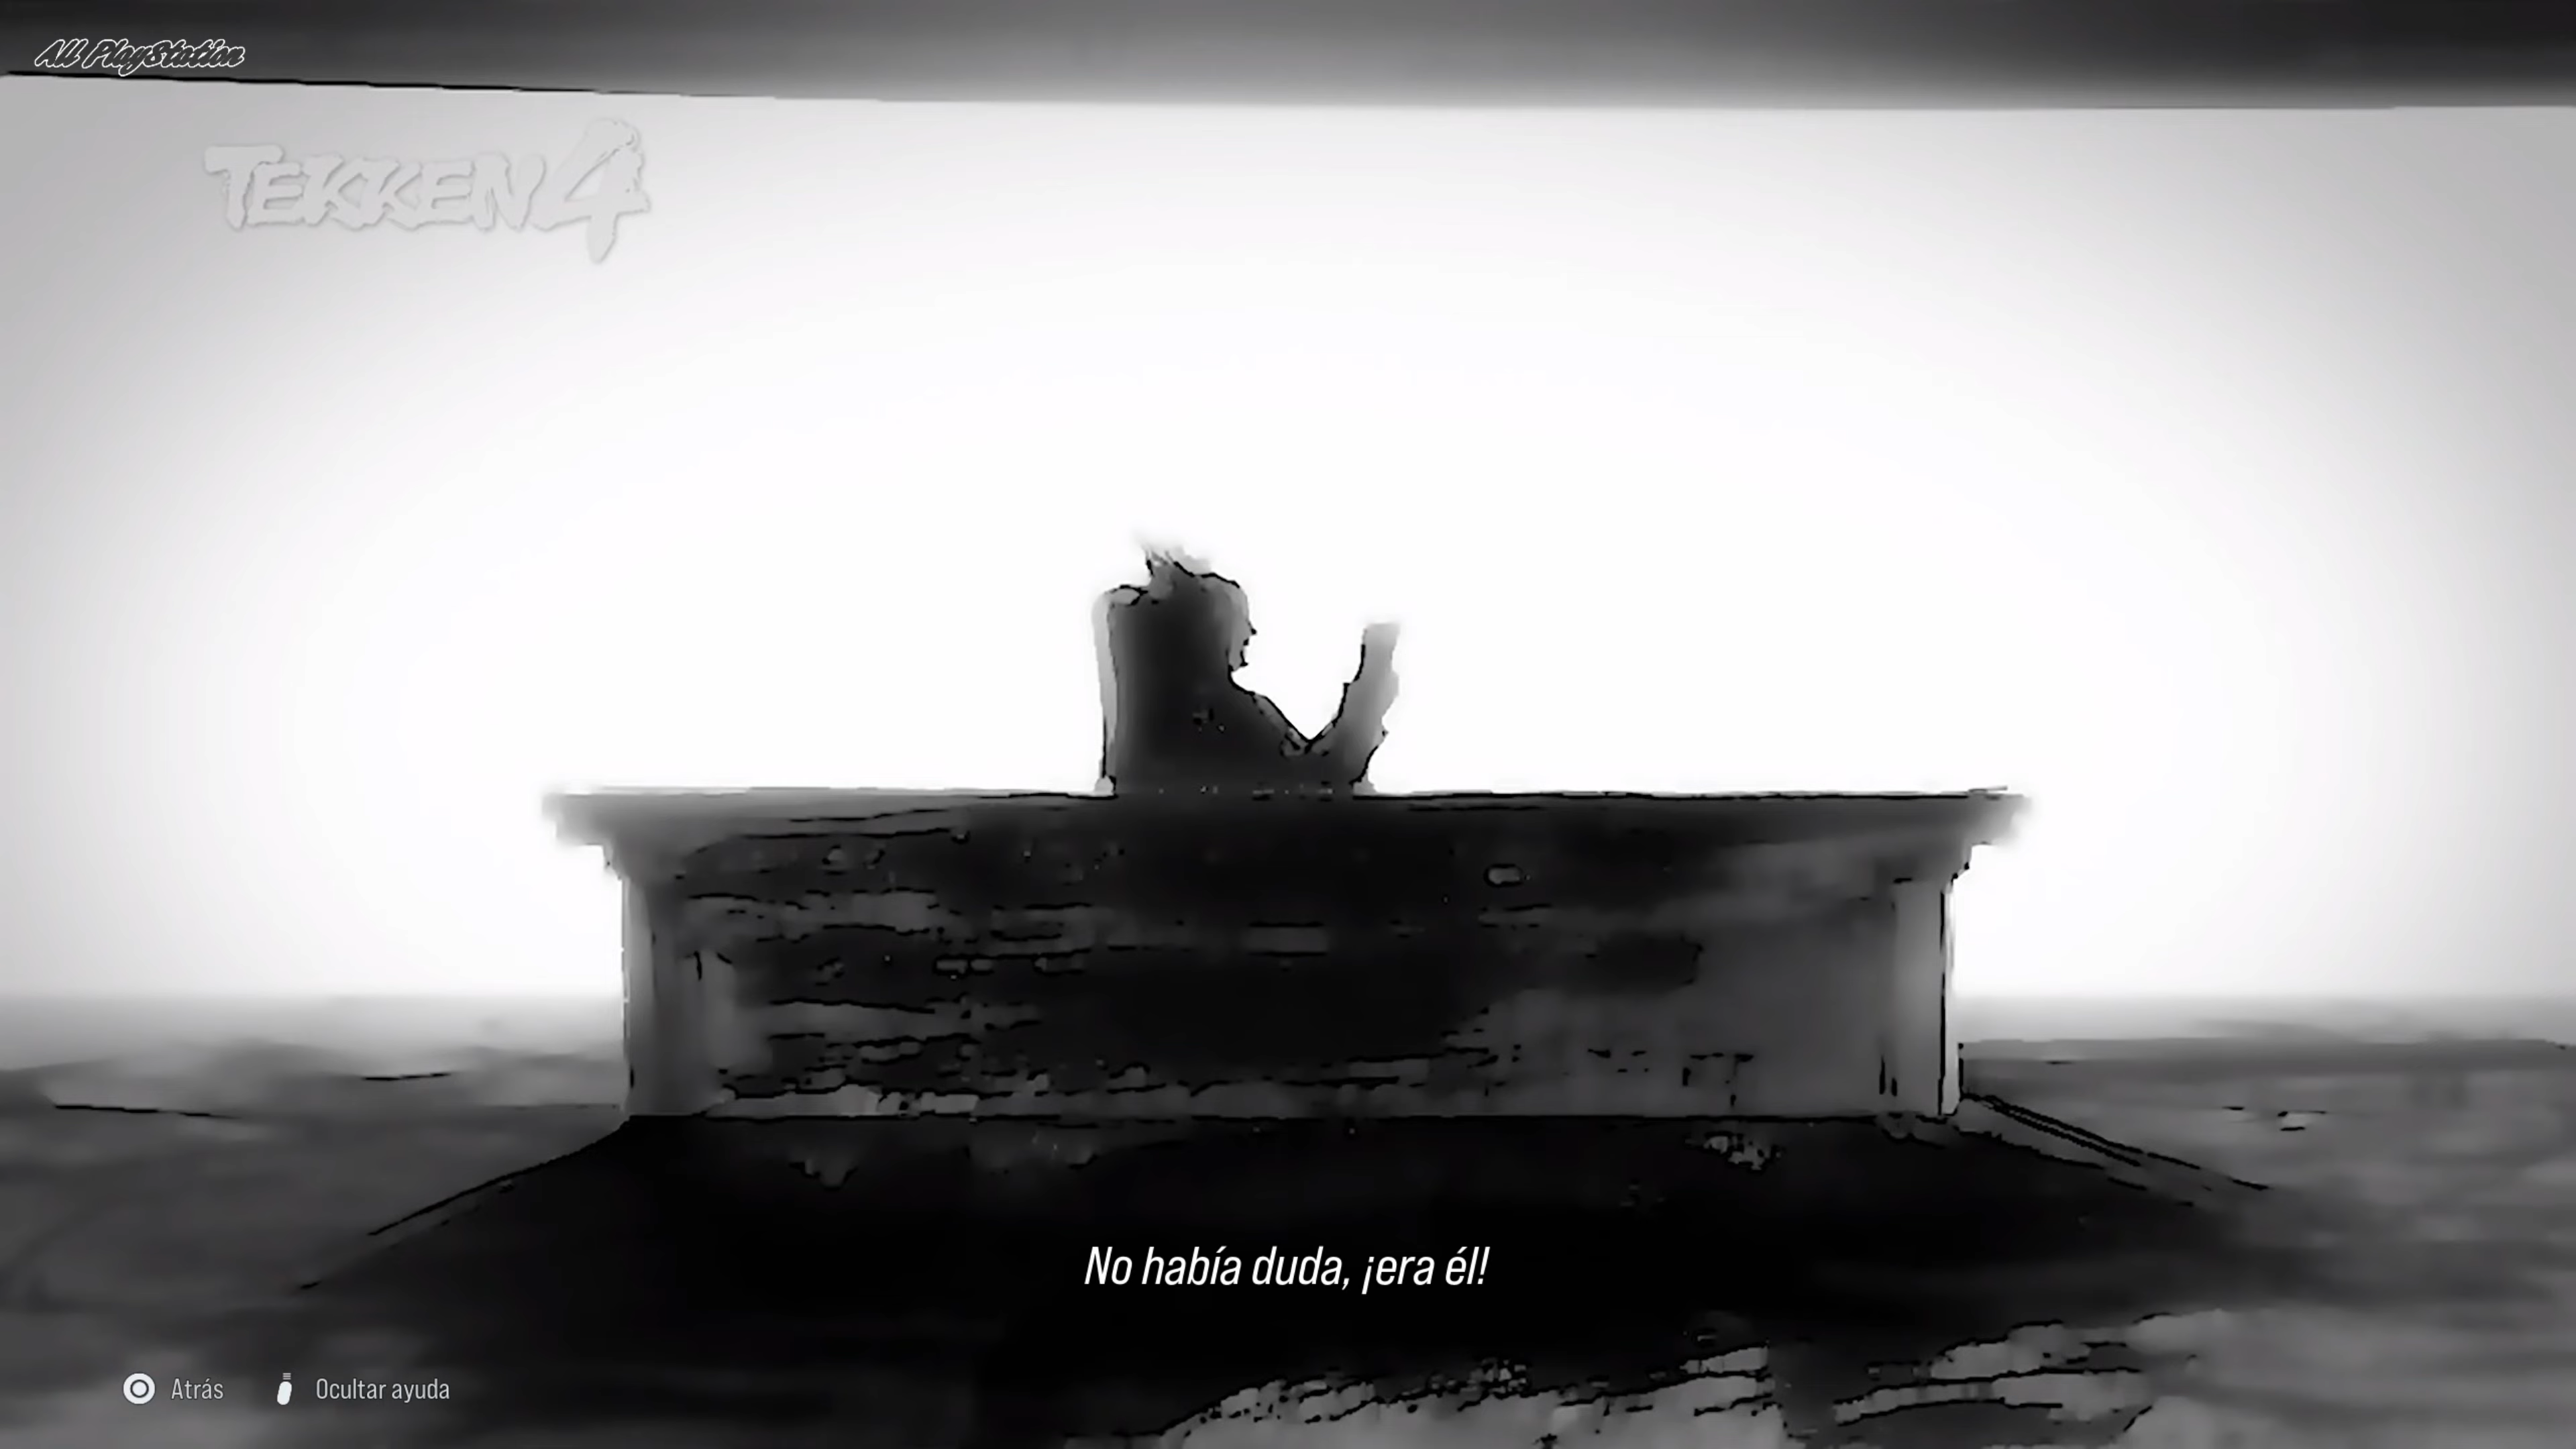 All PlayStation
TEKKEN 4
No había duda, ¡era él!
Atrás
Ocultar ayuda